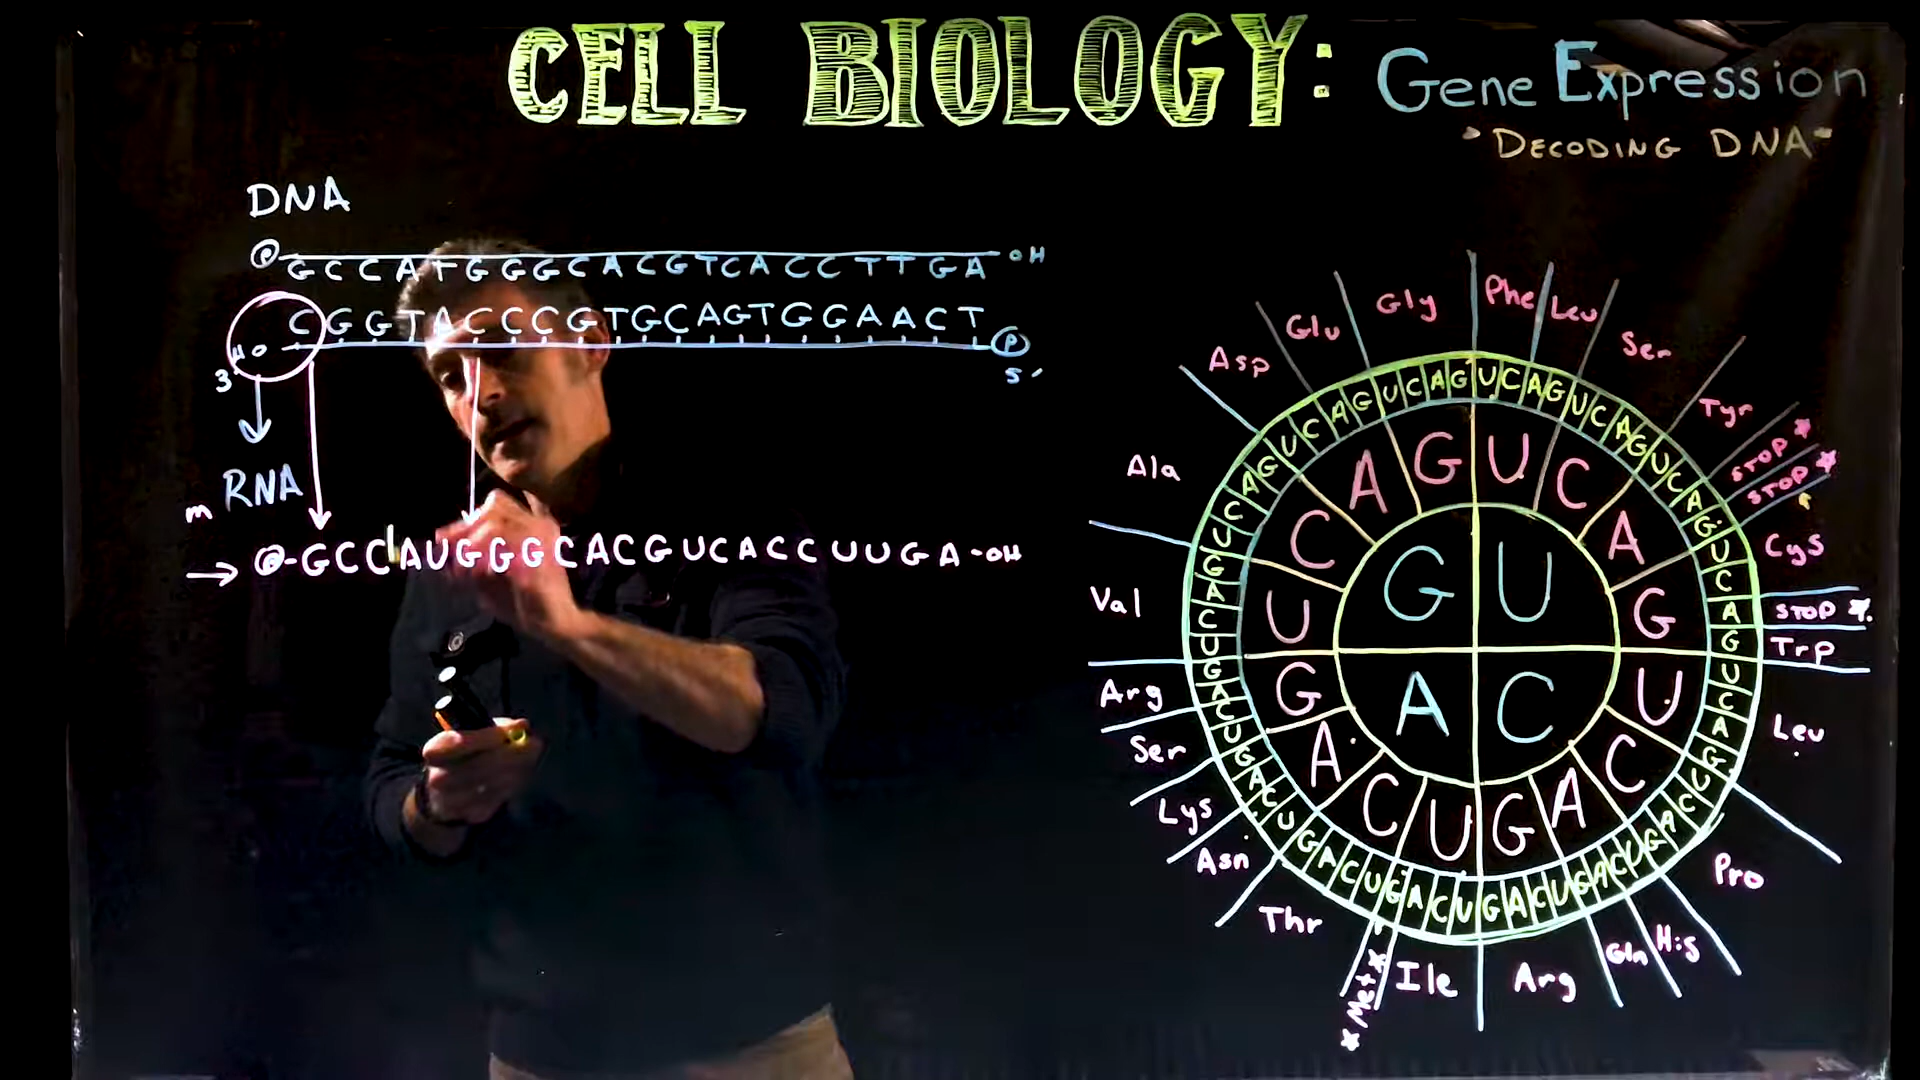 CELL BIOLOGY: Gene Expression
"DECODING DNA"
DNA
P GCCATGGGCACGTCACCTTGA OH
HO CGGTACCCGTGCAGTGGAACT P
3' 5'
mRNA
→ P-GCC|AUGGGCACGUCACCUUGA-OH
G U
A C
G U C A G U C A G U C A G U C A
U C A G U C A G U C A G U C A G U C A G U C A G U C A G U C A G U C A G U C A G U C A G U C A G U C A G U C A G U C A G U C A G
Phe
Leu
Ser
Tyr
STOP *
STOP *
Cys
STOP *
Trp
Leu
Pro
His
Gln
Arg
Ile
* Met *
Thr
Asn
Lys
Ser
Arg
Val
Ala
Asp
Glu
Gly